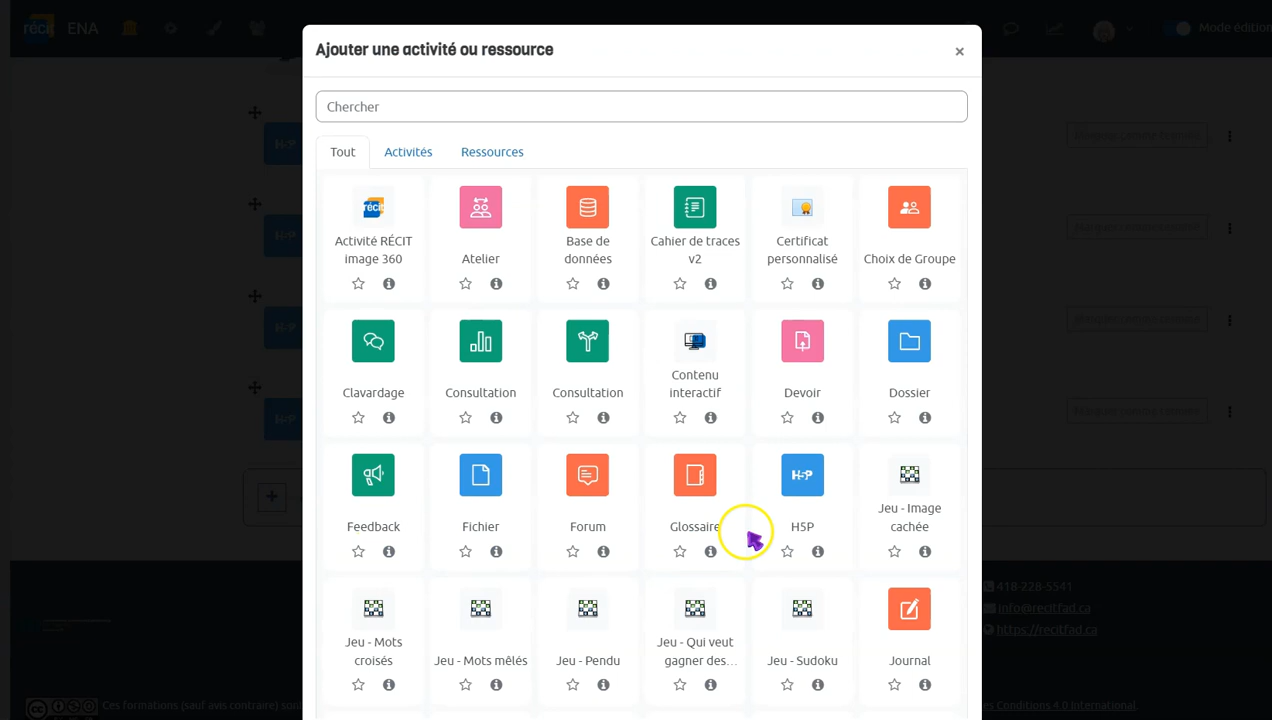 récit ENA
Mode édition
Ajouter une activité ou ressource
×
Chercher
Tout Activités Ressources
récit
Activité RÉCIT
image 360
Atelier
Base de
données
Cahier de traces
v2
Certificat
personnalisé
Choix de Groupe
Clavardage
Consultation
Consultation
Contenu
interactif
Devoir
Dossier
Feedback
Fichier
Forum
Glossaire
H-P
H5P
Jeu - Image
cachée
Jeu - Mots
croisés
Jeu - Mots mêlés
Jeu - Pendu
Jeu - Qui veut
gagner des...
Jeu - Sudoku
Journal
418-728-5541
info@recitfad.ca
https://recitfad.ca
Ces formations (sauf avis contraire) sont
s Conditions 4.0 International.